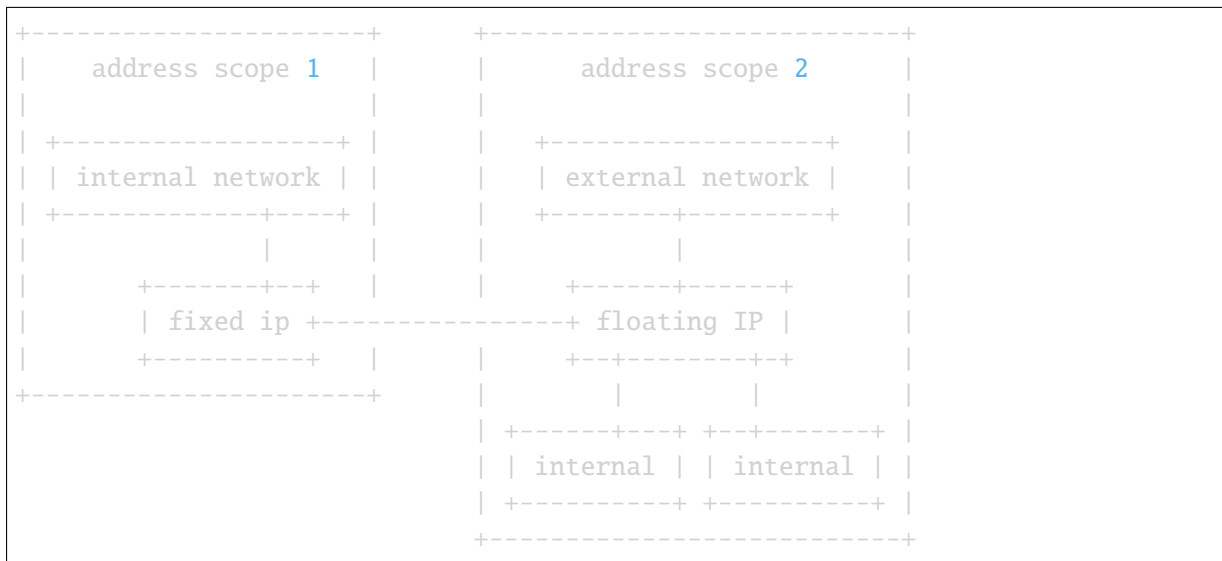 +----------------------+      +---------------------------+
|    address scope 1   |      |      address scope 2      |
|                      |      |                           |
| +------------------+ |      |   +------------------+    |
| | internal network | |      |   | external network |    |
| +-------------+----+ |      |   +--------+---------+    |
|               |      |      |            |              |
|       +-------+--+   |      |     +------+------+       |
|       | fixed ip +----------------+ floating IP |       |
|       +----------+   |      |     +--+--------+-+       |
+----------------------+      |        |        |         |
                              | +------+---+ +--+-------+ |
                              | | internal | | internal | |
                              | +----------+ +----------+ |
                              +---------------------------+